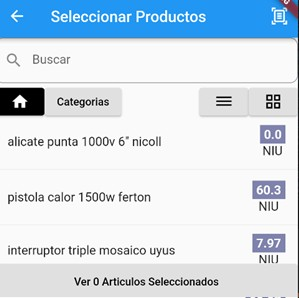 Seleccionar Productos
Buscar
Categorias
alicate punta 1000v 6" nicoll
0.0
NIU
pistola calor 1500w ferton
60.3
NIU
interruptor triple mosaico uyus
7.97
NIU
Ver 0 Articulos Seleccionados